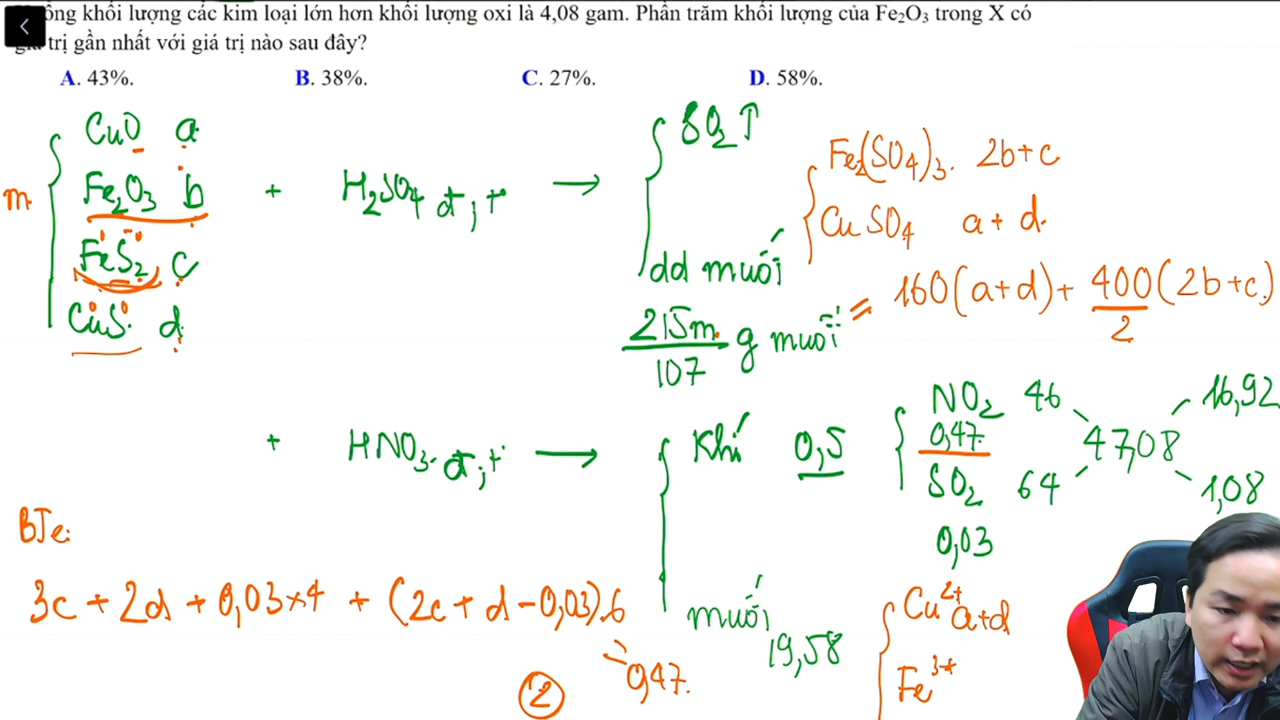 khối lượng các kim loại lớn hơn khối lượng oxi là 4,08 gam. Phần trăm khối lượng của Fe₂O₃ trong X có
trị gần nhất với giá trị nào sau đây?
A. 43%. B. 38%. C. 27%. D. 58%.
m
CuO a
Fe₂O₃ b
FeS₂ c
CuS d
+ H₂SO₄ đ, t° →
SO₂ ↑
dd muối
Fe₂(SO₄)₃ 2b+c
CuSO₄ a+d
215m/107 g muối = 160(a+d) + 400/2 (2b+c)
+ HNO₃ đ, t° →
Khí 0,5
NO₂ 46
0,47
SO₂ 64
0,03
47,08
16,92
1,08
muối
19,58
Cu²⁺ a+d
Fe³⁺
BTe:
3c + 2d + 0,03×4 + (2c + d - 0,03).6
= 0,47.
②